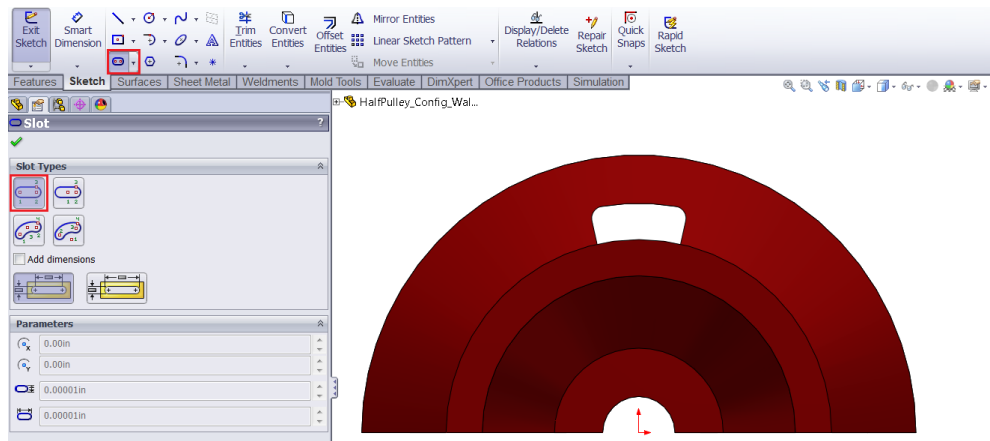 Exit Sketch
Smart Dimension
Trim Entities
Convert Entities
Offset Entities
Mirror Entities
Linear Sketch Pattern
Move Entities
Display/Delete Relations
Repair Sketch
Quick Snaps
Rapid Sketch
Features Sketch Surfaces Sheet Metal Weldments Mold Tools Evaluate DimXpert Office Products Simulation
HalfPulley_Config_Wal...
Slot ?
Slot Types
Add dimensions
Parameters
0.00in
0.00in
0.00001in
0.00001in